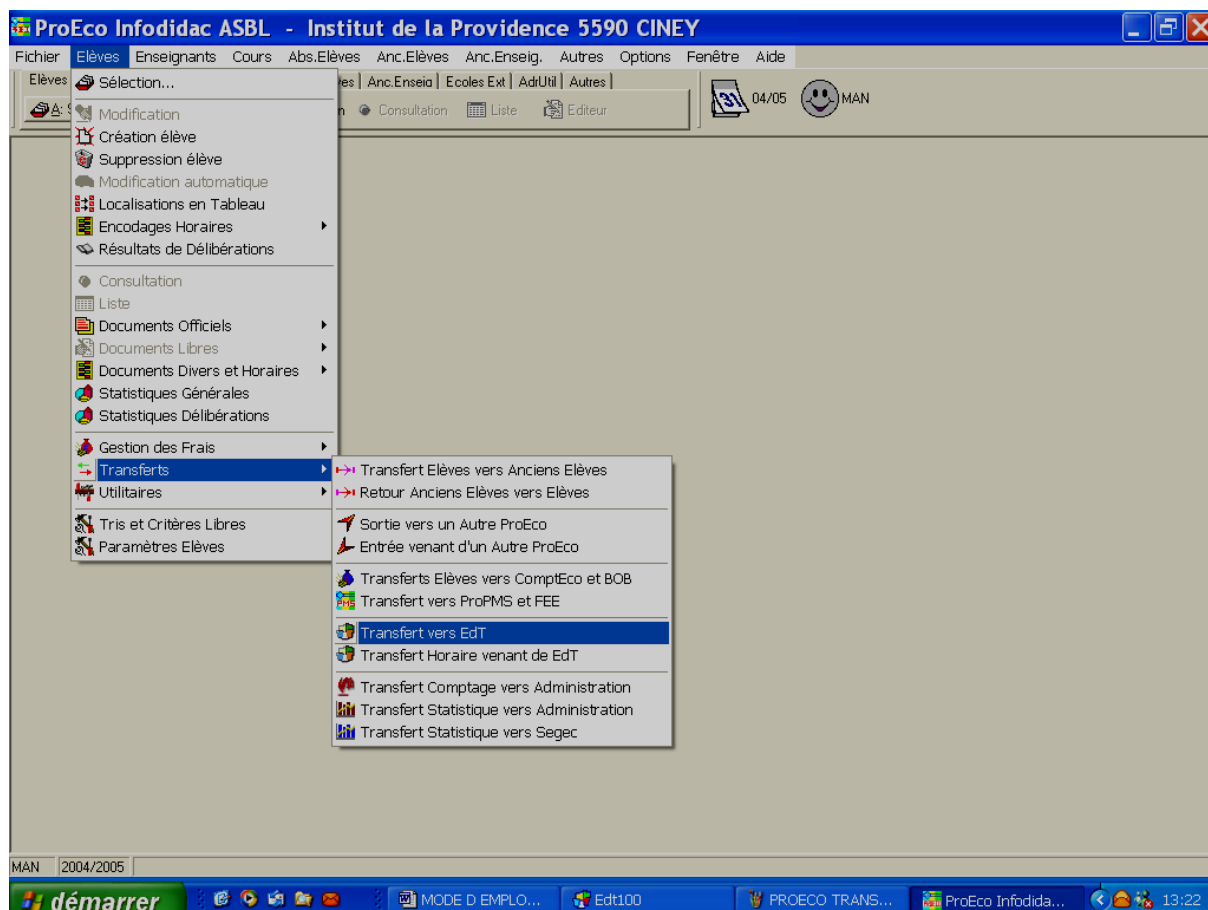 ProEco Infodidac ASBL - Institut de la Providence 5590 CINEY
Fichier Elèves Enseignants Cours Abs.Elèves Anc.Elèves Anc.Enseig. Autres Options Fenêtre Aide
Elèves Anc.Enseig Ecoles Ext AdrUtil Autres
A: Consultation Liste Editeur
31 04/05 MAN
Sélection...
Modification
Création élève
Suppression élève
Modification automatique
Localisations en Tableau
Encodages Horaires
Résultats de Délibérations
Consultation
Liste
Documents Officiels
Documents Libres
Documents Divers et Horaires
Statistiques Générales
Statistiques Délibérations
Gestion des Frais
Transferts
Utilitaires
Tris et Critères Libres
Paramètres Elèves
Transfert Elèves vers Anciens Elèves
Retour Anciens Elèves vers Elèves
Sortie vers un Autre ProEco
Entrée venant d'un Autre ProEco
Transferts Elèves vers ComptEco et BOB
PMS Transfert vers ProPMS et FEE
Transfert vers EdT
Transfert Horaire venant de EdT
Transfert Comptage vers Administration
Transfert Statistique vers Administration
Transfert Statistique vers Segec
MAN 2004/2005
démarrer MODE D EMPLO... Edt100 PROECO TRANS... ProEco Infodida... 13:22